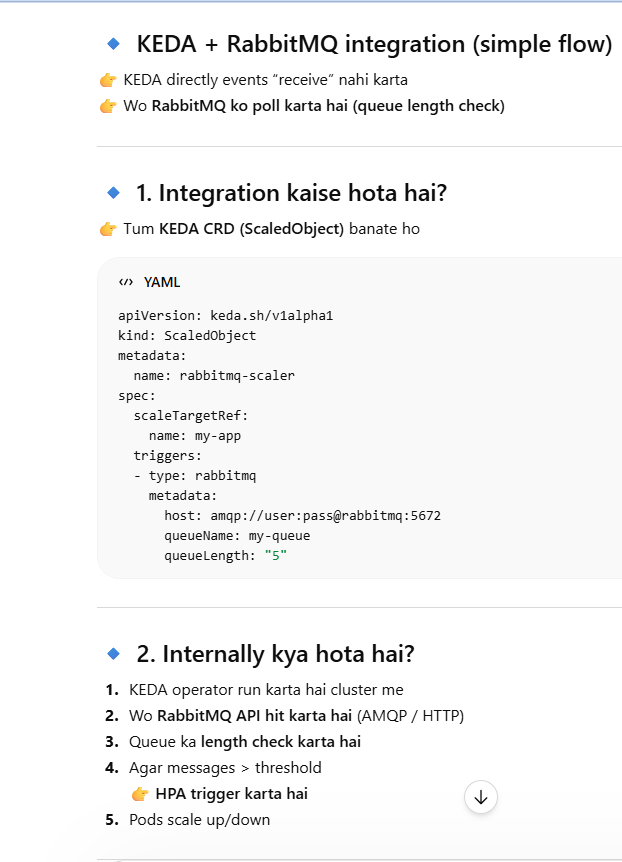 🔹 KEDA + RabbitMQ integration (simple flow)
👉 KEDA directly events “receive” nahi karta
👉 Wo RabbitMQ ko poll karta hai (queue length check)
🔹 1. Integration kaise hota hai?
👉 Tum KEDA CRD (ScaledObject) banate ho
</> YAML
apiVersion: keda.sh/v1alpha1
kind: ScaledObject
metadata:
  name: rabbitmq-scaler
spec:
  scaleTargetRef:
    name: my-app
  triggers:
  - type: rabbitmq
    metadata:
      host: amqp://user:pass@rabbitmq:5672
      queueName: my-queue
      queueLength: "5"
🔹 2. Internally kya hota hai?
1. KEDA operator run karta hai cluster me
2. Wo RabbitMQ API hit karta hai (AMQP / HTTP)
3. Queue ka length check karta hai
4. Agar messages > threshold
👉 HPA trigger karta hai
5. Pods scale up/down